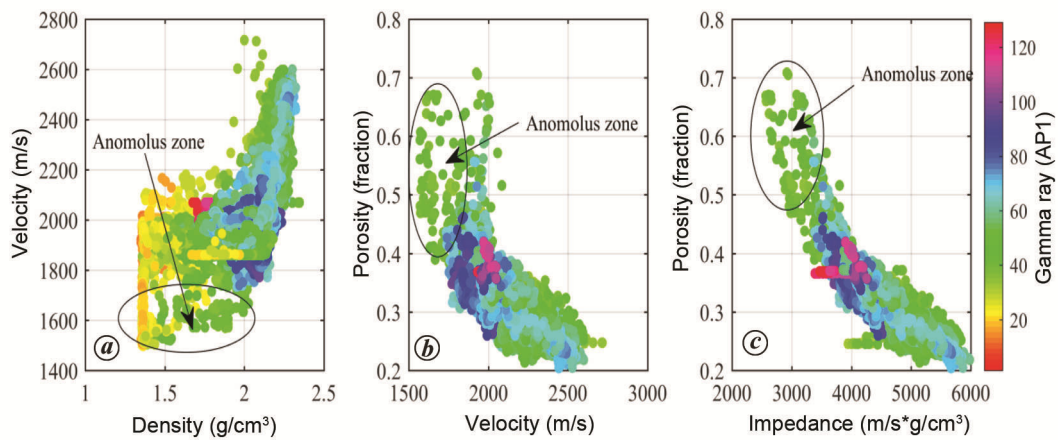 2800
2600
2400
2200
2000
1800
1600
1400
Velocity (m/s)
Anomolus zone
a
1 1.5 2 2.5
Density (g/cm³)
0.8
0.7
0.6
0.5
0.4
0.3
0.2
Porosity (fraction)
Anomolus zone
b
1500 2000 2500 3000
Velocity (m/s)
0.8
0.7
0.6
0.5
0.4
0.3
0.2
Porosity (fraction)
Anomolus zone
c
2000 3000 4000 5000 6000
Impedance (m/s*g/cm³)
120
100
80
60
40
20
Gamma ray (AP1)